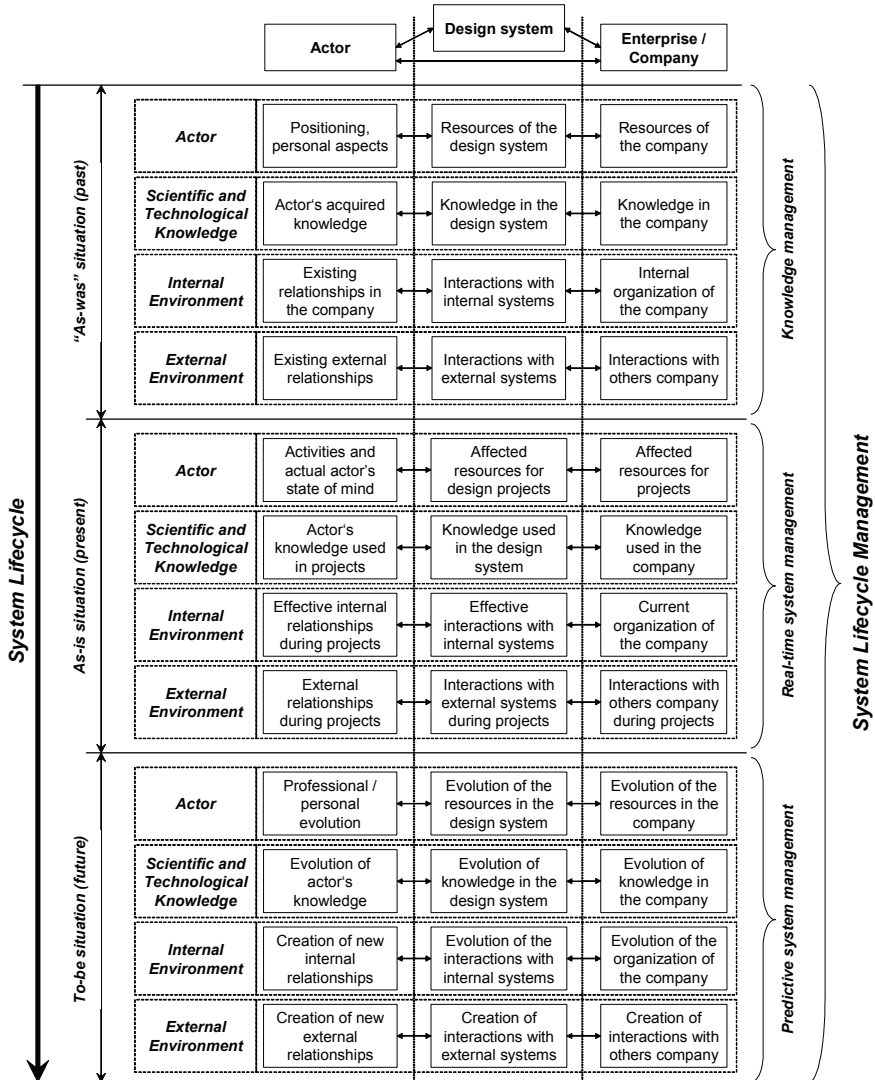 Actor
Design system
Enterprise /
Company
System Lifecycle
"As-was" situation (past)
Actor
Positioning,
personal aspects
Resources of the
design system
Resources of
the company
Scientific and
Technological
Knowledge
Actor's acquired
knowledge
Knowledge in the
design system
Knowledge in
the company
Internal
Environment
Existing
relationships in
the company
Interactions with
internal systems
Internal
organization of
the company
External
Environment
Existing external
relationships
Interactions with
external systems
Interactions with
others company
Knowledge management
As-is situation (present)
Actor
Activities and
actual actor's
state of mind
Affected
resources for
design projects
Affected
resources for
projects
Scientific and
Technological
Knowledge
Actor's
knowledge used
in projects
Knowledge used
in the design
system
Knowledge
used in the
company
Internal
Environment
Effective internal
relationships
during projects
Effective
interactions with
internal systems
Current
organization of
the company
External
Environment
External
relationships
during projects
Interactions with
external systems
during projects
Interactions with
others company
during projects
Real-time system management
To-be situation (future)
Actor
Professional /
personal
evolution
Evolution of the
resources in the
design system
Evolution of the
resources in the
company
Scientific and
Technological
Knowledge
Evolution of
actor's
knowledge
Evolution of
knowledge in the
design system
Evolution of
knowledge in
the company
Internal
Environment
Creation of new
internal
relationships
Evolution of the
interactions with
internal systems
Evolution of the
organization of
the company
External
Environment
Creation of new
external
relationships
Creation of
interactions with
external systems
Creation of
interactions with
others company
Predictive system management
System Lifecycle Management